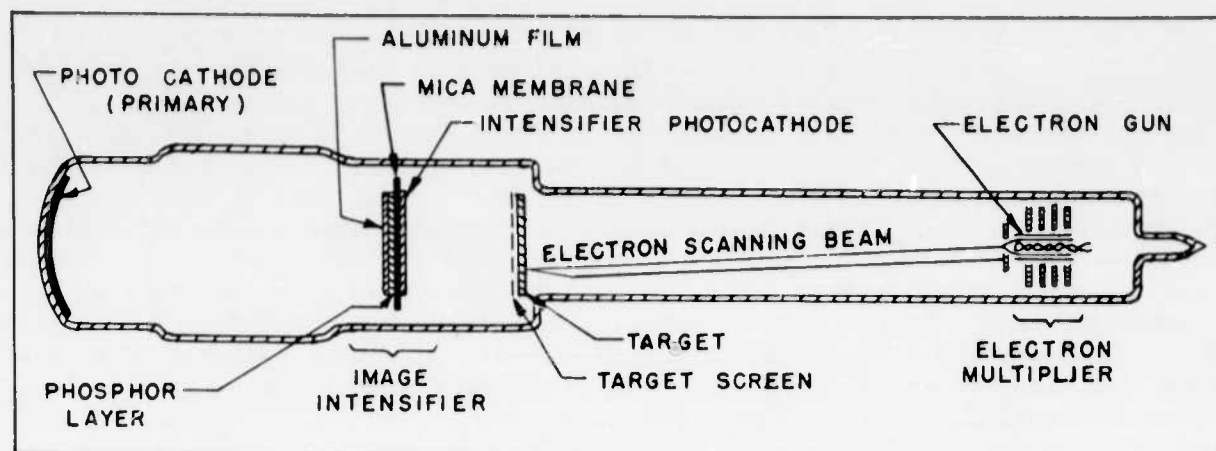 ALUMINUM FILM
PHOTO CATHODE
(PRIMARY)
MICA MEMBRANE
INTENSIFIER PHOTOCATHODE
ELECTRON GUN
ELECTRON SCANNING BEAM
TARGET
TARGET SCREEN
ELECTRON
MULTIPLIER
IMAGE
INTENSIFIER
PHOSPHOR
LAYER